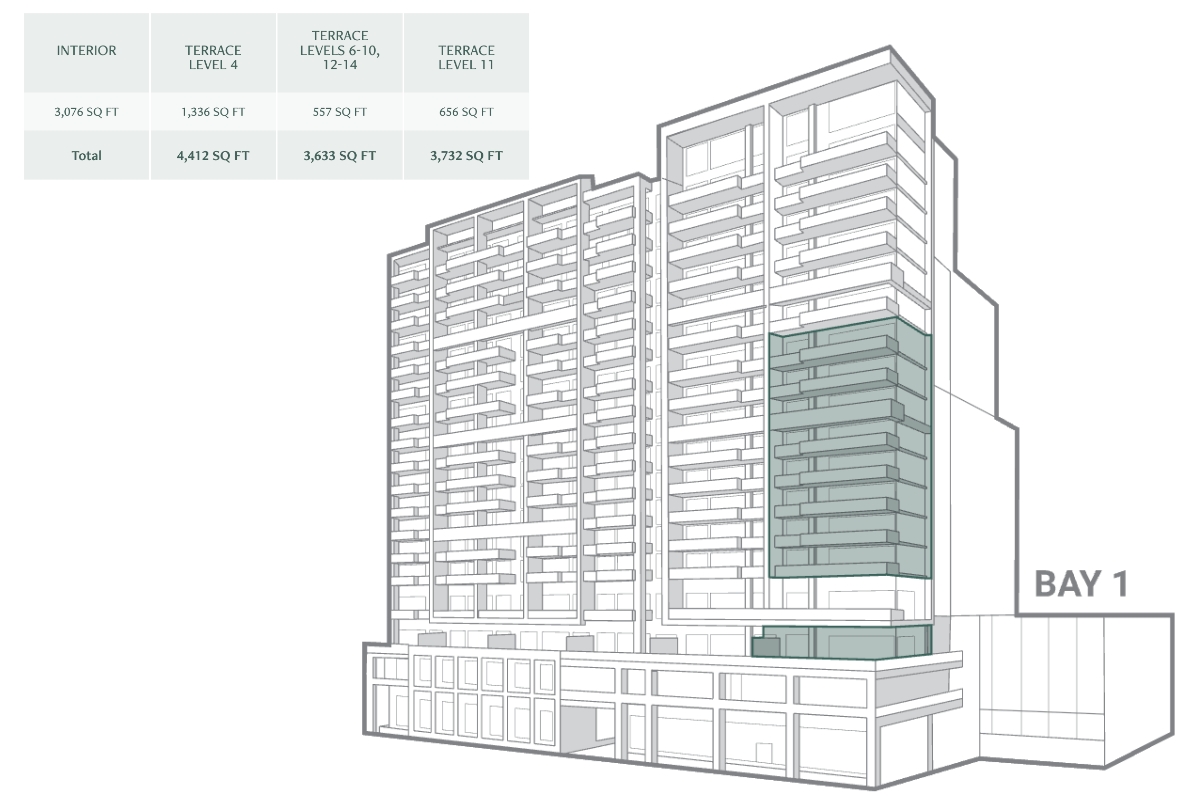 INTERIOR
TERRACE
LEVEL 4
TERRACE
LEVELS 6-10,
12-14
TERRACE
LEVEL 11
3,076 SQ FT
1,336 SQ FT
557 SQ FT
656 SQ FT
Total
4,412 SQ FT
3,633 SQ FT
3,732 SQ FT
BAY 1